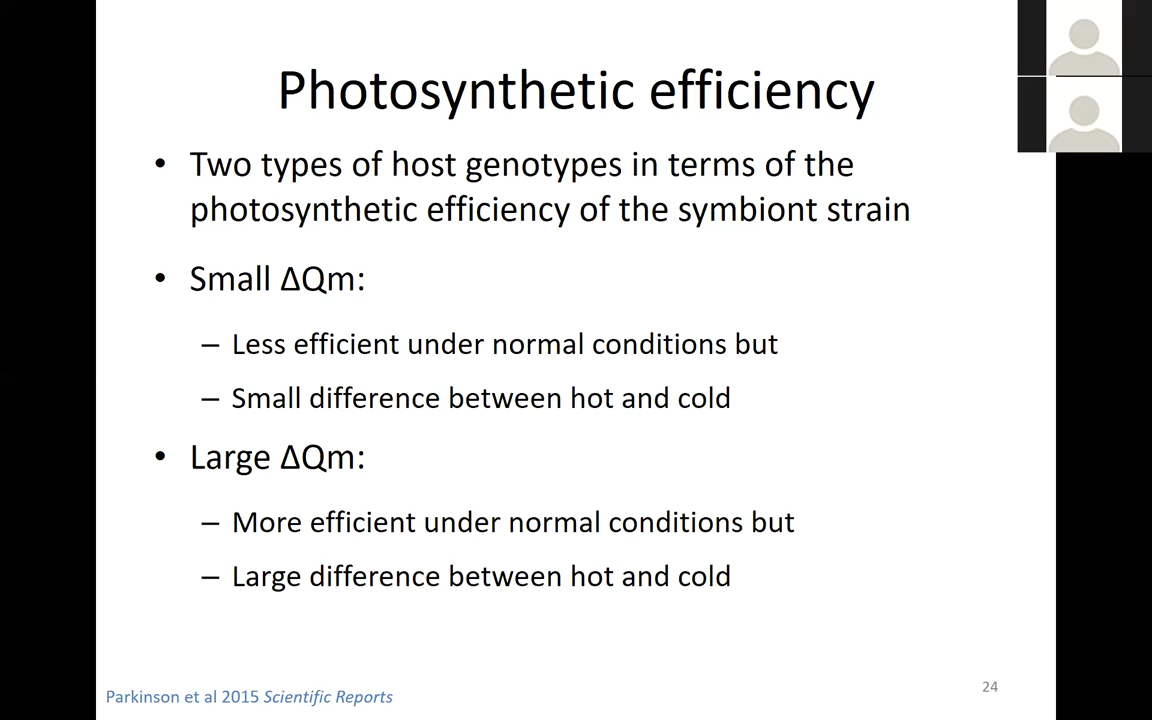 Photosynthetic efficiency
• Two types of host genotypes in terms of the
photosynthetic efficiency of the symbiont strain
• Small ΔQm:
– Less efficient under normal conditions but
– Small difference between hot and cold
• Large ΔQm:
– More efficient under normal conditions but
– Large difference between hot and cold
Parkinson et al 2015 Scientific Reports
24